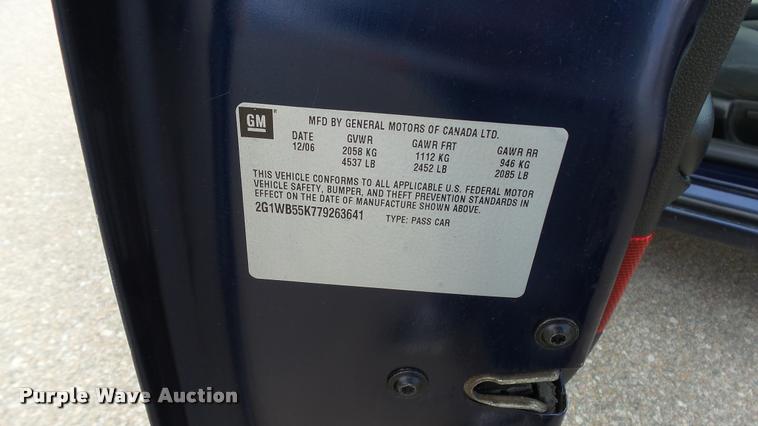 GM
MFD BY GENERAL MOTORS OF CANADA LTD.
DATE GVWR GAWR FRT GAWR RR
12/06 2058 KG 1112 KG 946 KG
4537 LB 2452 LB 2085 LB
THIS VEHICLE CONFORMS TO ALL APPLICABLE U.S. FEDERAL MOTOR
VEHICLE SAFETY, BUMPER, AND THEFT PREVENTION STANDARDS IN
EFFECT ON THE DATE OF MANUFACTURE SHOWN ABOVE.
2G1WB55K779263641 TYPE: PASS CAR
Purple Wave Auction